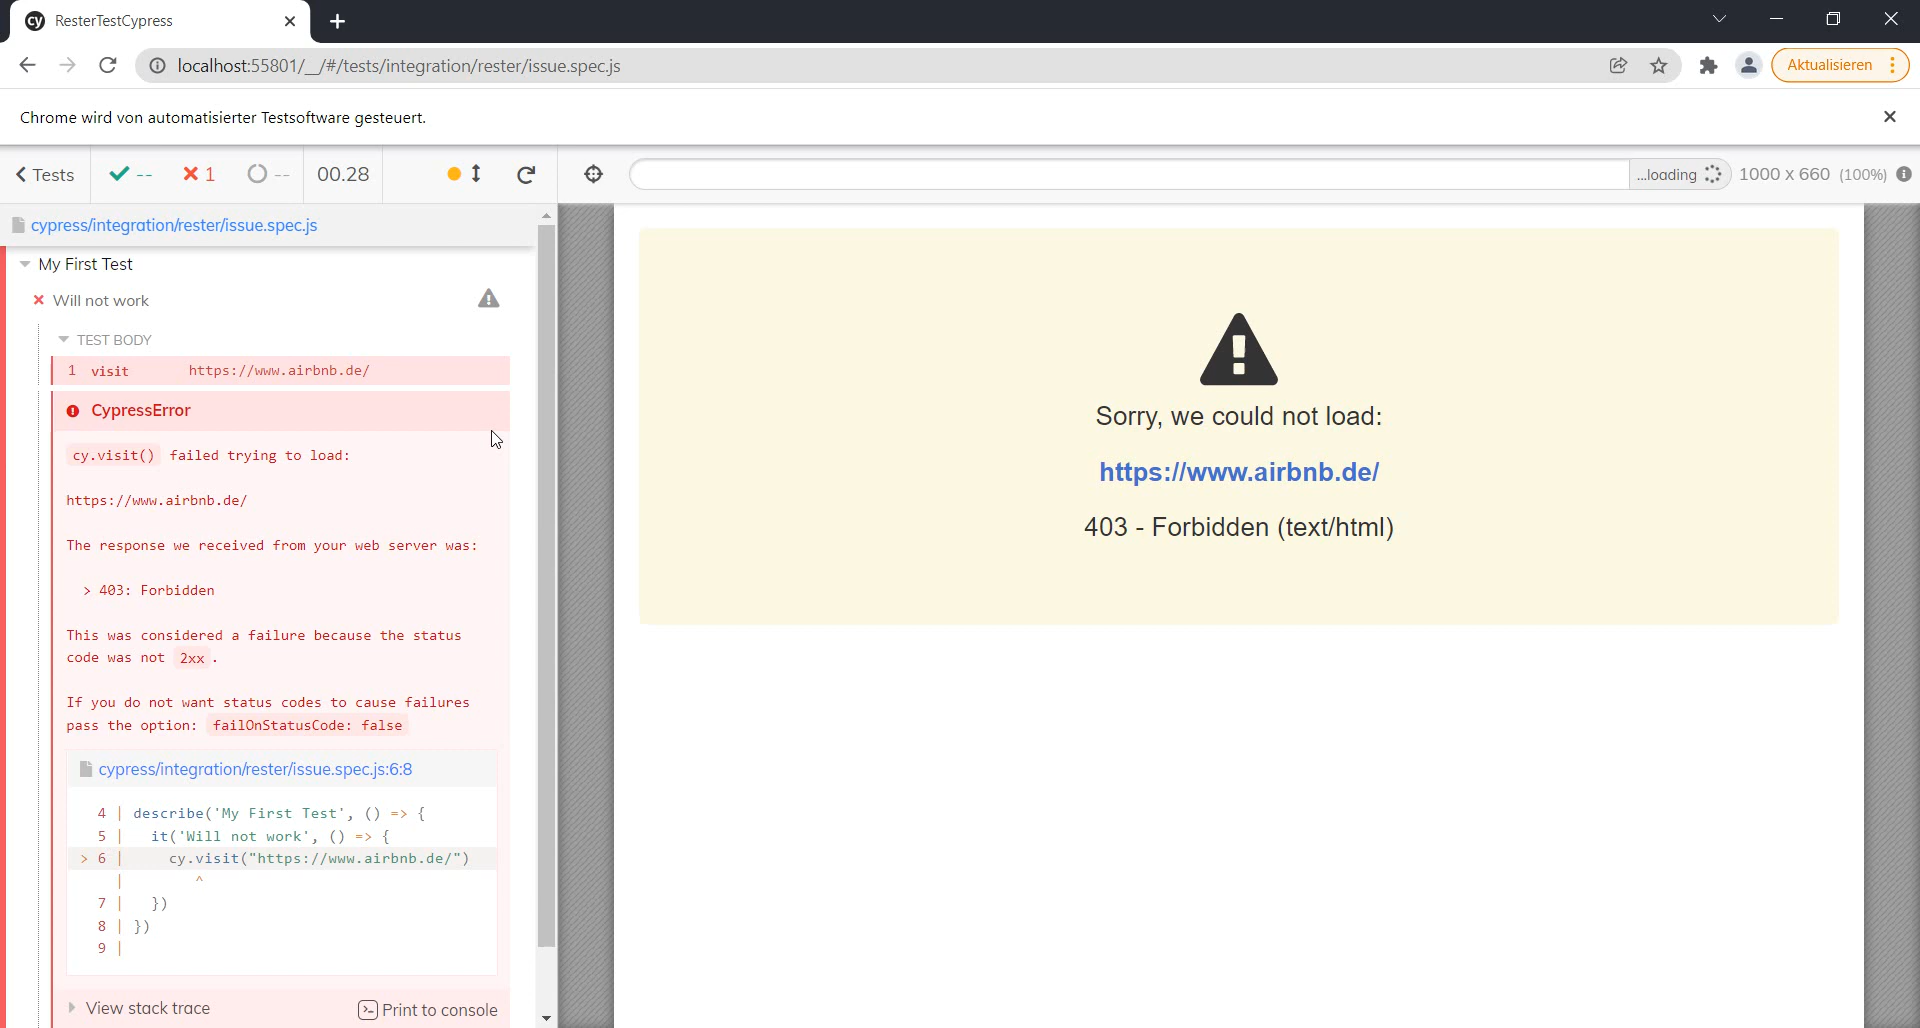 ResterTestCypress
localhost:55801/__/#/tests/integration/rester/issue.spec.js
Aktualisieren
Chrome wird von automatisierter Testsoftware gesteuert.
Tests
--
1
--
00.28
...loading
1000 x 660 (100%)
cypress/integration/rester/issue.spec.js
My First Test
Will not work
TEST BODY
1 visit https://www.airbnb.de/
CypressError
cy.visit() failed trying to load:
https://www.airbnb.de/
The response we received from your web server was:
> 403: Forbidden
This was considered a failure because the status
code was not 2xx.
If you do not want status codes to cause failures
pass the option: failOnStatusCode: false
cypress/integration/rester/issue.spec.js:6:8
4 | describe('My First Test', () => {
5 |   it('Will not work', () => {
> 6 |     cy.visit("https://www.airbnb.de/")
|        ^
7 |   })
8 | })
9 |
View stack trace
Print to console
Sorry, we could not load:
https://www.airbnb.de/
403 - Forbidden (text/html)